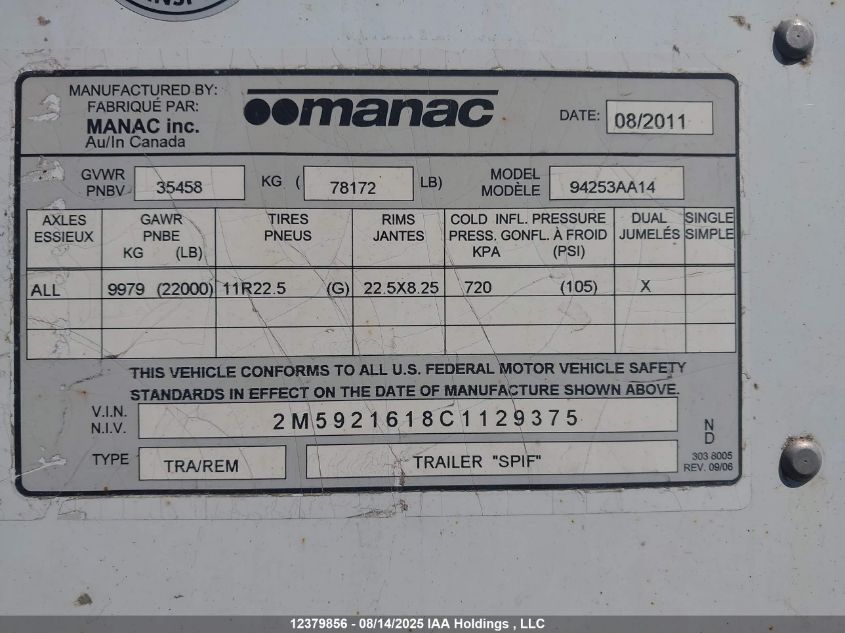 INSP
MANUFACTURED BY:
FABRIQUÉ PAR:
MANAC inc.
Au/In Canada
manac
DATE: 08/2011
GVWR
PNBV 35458 KG ( 78172 LB)
MODEL
MODÈLE 94253AA14
AXLES
ESSIEUX
GAWR
PNBE
KG (LB)
TIRES
PNEUS
RIMS
JANTES
COLD INFL. PRESSURE
PRESS. GONFL. À FROID
KPA (PSI)
DUAL
JUMELÉS
SINGLE
SIMPLE
ALL 9979 (22000) 11R22.5 (G) 22.5X8.25 720 (105) X
THIS VEHICLE CONFORMS TO ALL U.S. FEDERAL MOTOR VEHICLE SAFETY
STANDARDS IN EFFECT ON THE DATE OF MANUFACTURE SHOWN ABOVE.
V.I.N.
N.I.V. 2M5921618C1129375
TYPE TRA/REM TRAILER "SPIF"
N
D
303 8005
REV. 09/06
12379856 - 08/14/2025 IAA Holdings , LLC